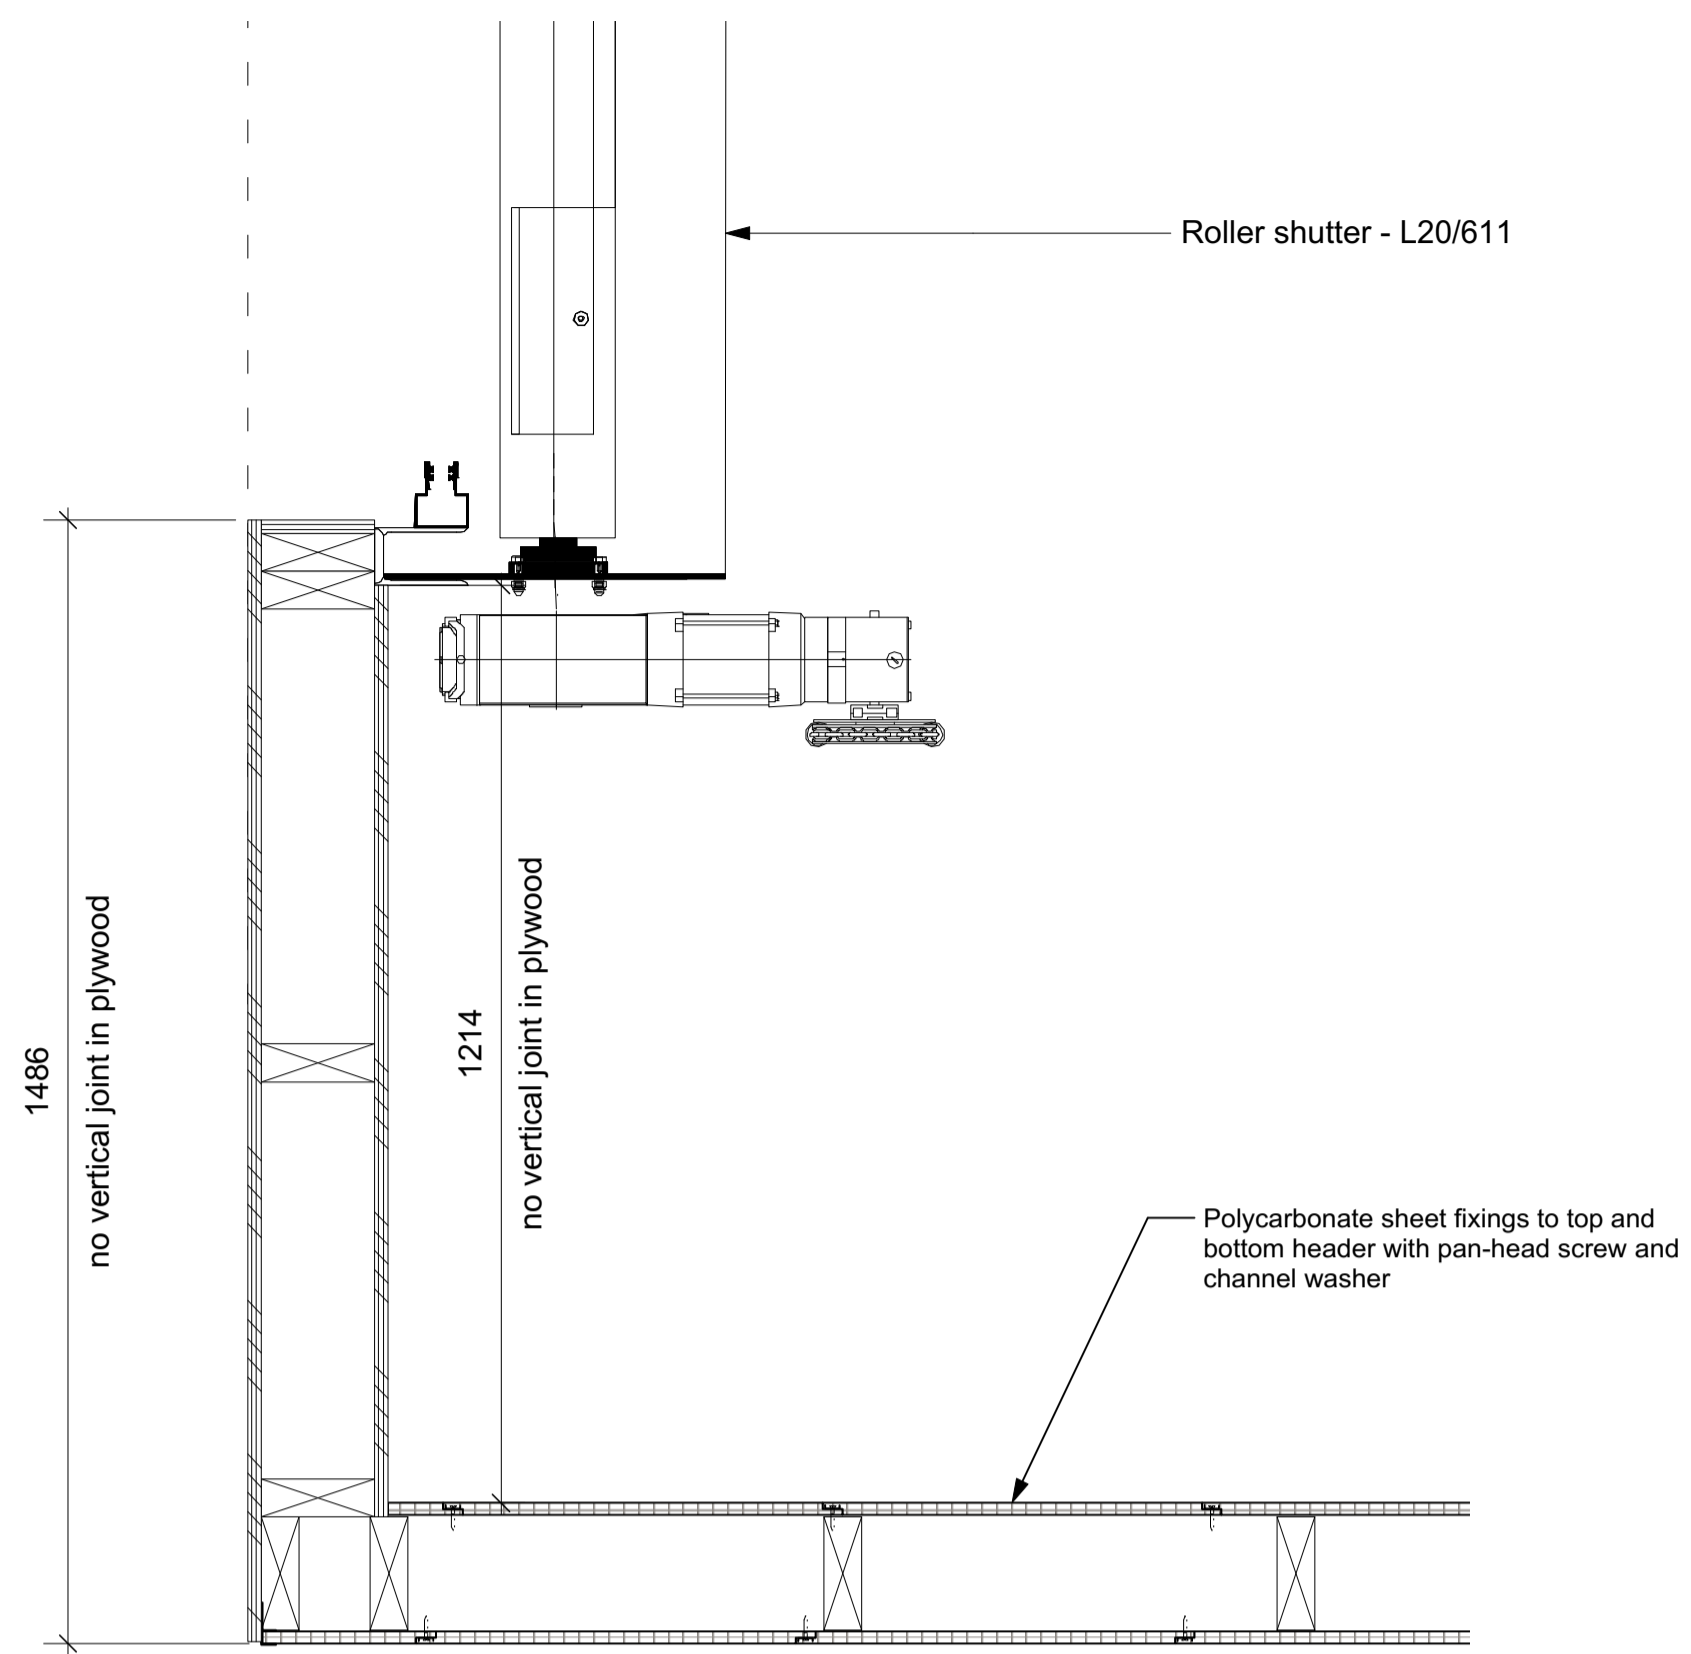 Roller shutter - L20/611
1486
no vertical joint in plywood
1214
no vertical joint in plywood
Polycarbonate sheet fixings to top and
bottom header with pan-head screw and
channel washer